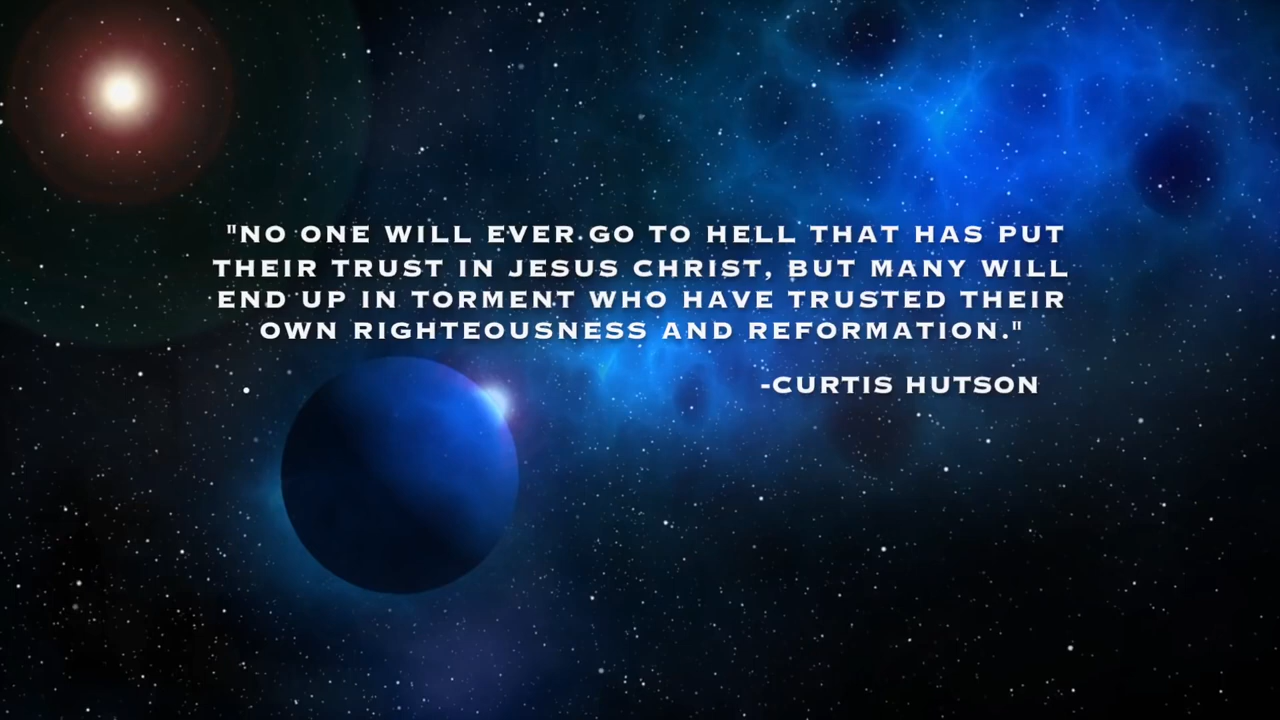 "NO ONE WILL EVER GO TO HELL THAT HAS PUT
THEIR TRUST IN JESUS CHRIST, BUT MANY WILL
END UP IN TORMENT WHO HAVE TRUSTED THEIR
OWN RIGHTEOUSNESS AND REFORMATION."
-CURTIS HUTSON